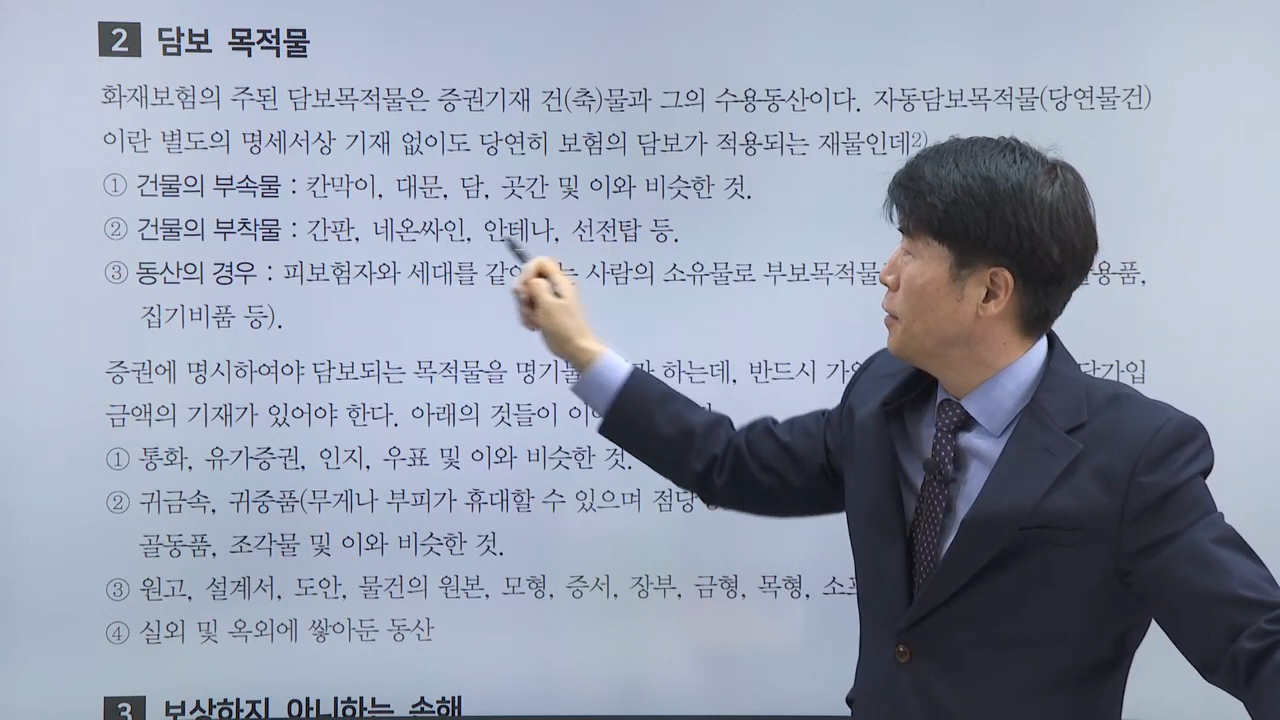 2 담보 목적물
화재보험의 주된 담보목적물은 증권기재 건(축)물과 그의 수용동산이다. 자동담보목적물(당연물건)
이란 별도의 명세서상 기재 없이도 당연히 보험의 담보가 적용되는 재물인데2)
① 건물의 부속물 : 칸막이, 대문, 담, 곳간 및 이와 비슷한 것.
② 건물의 부착물 : 간판, 네온싸인, 안테나, 선전탑 등.
③ 동산의 경우 : 피보험자와 세대를 같이 사람의 소유물로 부보목적물
집기비품 등).
증권에 명시하여야 담보되는 목적물을 명기물 하는데, 반드시
금액의 기재가 있어야 한다. 아래의 것들이
① 통화, 유가증권, 인지, 우표 및 이와 비슷한 것.
② 귀금속, 귀중품(무게나 부피가 휴대할 수 있으며 점당
골동품, 조각물 및 이와 비슷한 것.
③ 원고, 설계서, 도안, 물건의 원본, 모형, 증서, 장부, 금형, 목형,
④ 실외 및 옥외에 쌓아둔 동산
3 보상하지 아니하는 손해